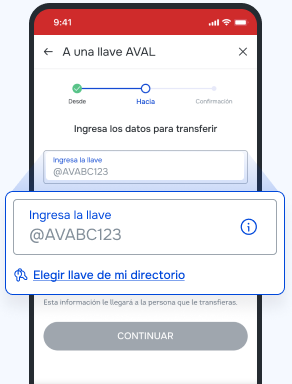 9:41
A una llave AVAL
Desde
Hacia
Confirmación
Ingresa los datos para transferir
Ingresa la llave
@AVABC123
Ingresa la llave
@AVABC123
Elegir llave de mi directorio
Esta información le llegará a la persona que le transfieras.
CONTINUAR